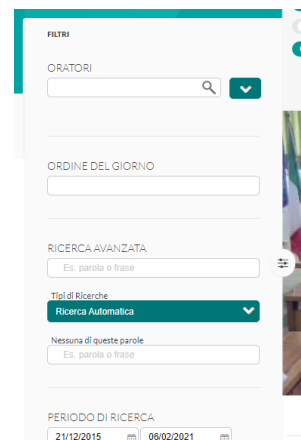 FILTRI
ORATORI
ORDINE DEL GIORNO
RICERCA AVANZATA
Es. parola o frase
Tipi di Ricerche
Ricerca Automatica
Nessuna di queste parole
Es. parola o frase
PERIODO DI RICERCA
21/12/2015 06/02/2021